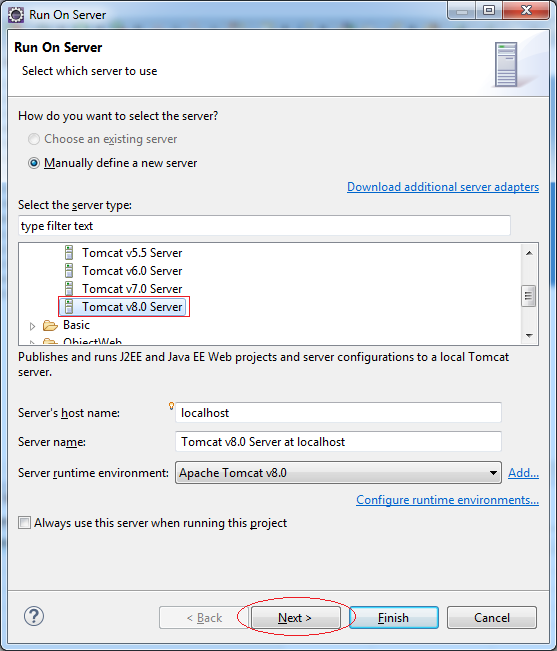 Run On Server
Run On Server
Select which server to use
How do you want to select the server?
Choose an existing server
Manually define a new server
Download additional server adapters
Select the server type:
type filter text
Tomcat v5.5 Server
Tomcat v6.0 Server
Tomcat v7.0 Server
Tomcat v8.0 Server
Basic
ObjectWeb
Publishes and runs J2EE and Java EE Web projects and server configurations to a local Tomcat
server.
Server's host name: localhost
Server name: Tomcat v8.0 Server at localhost
Server runtime environment: Apache Tomcat v8.0 Add...
Configure runtime environments...
Always use this server when running this project
? < Back Next > Finish Cancel